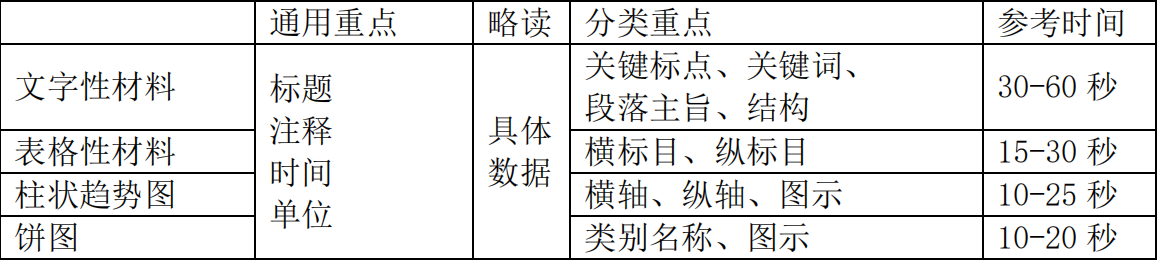 通用重点 略读 分类重点 参考时间
文字性材料 标题 注释 时间 单位 具体 数据 关键标点、关键词、
段落主旨、结构 30-60 秒
表格性材料 横标目、纵标目 15-30 秒
柱状趋势图 横轴、纵轴、图示 10-25 秒
饼图 类别名称、图示 10-20 秒